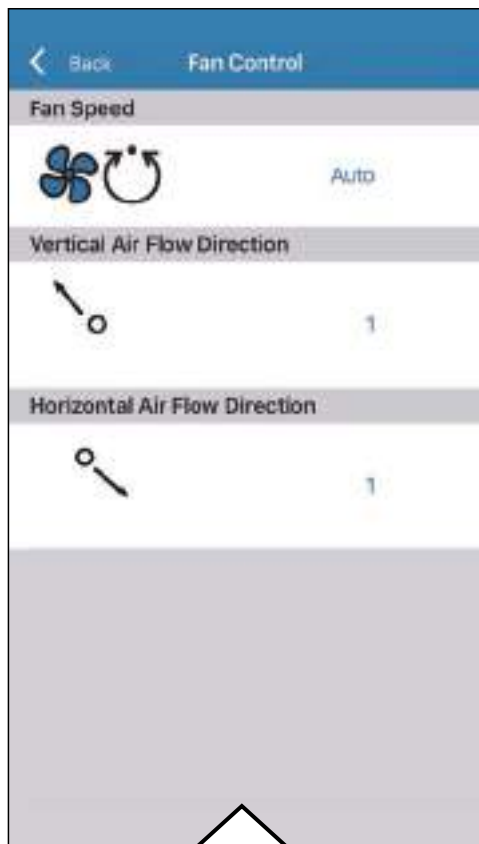 Back
Fan Control
Fan Speed
Auto
Vertical Air Flow Direction
1
Horizontal Air Flow Direction
1